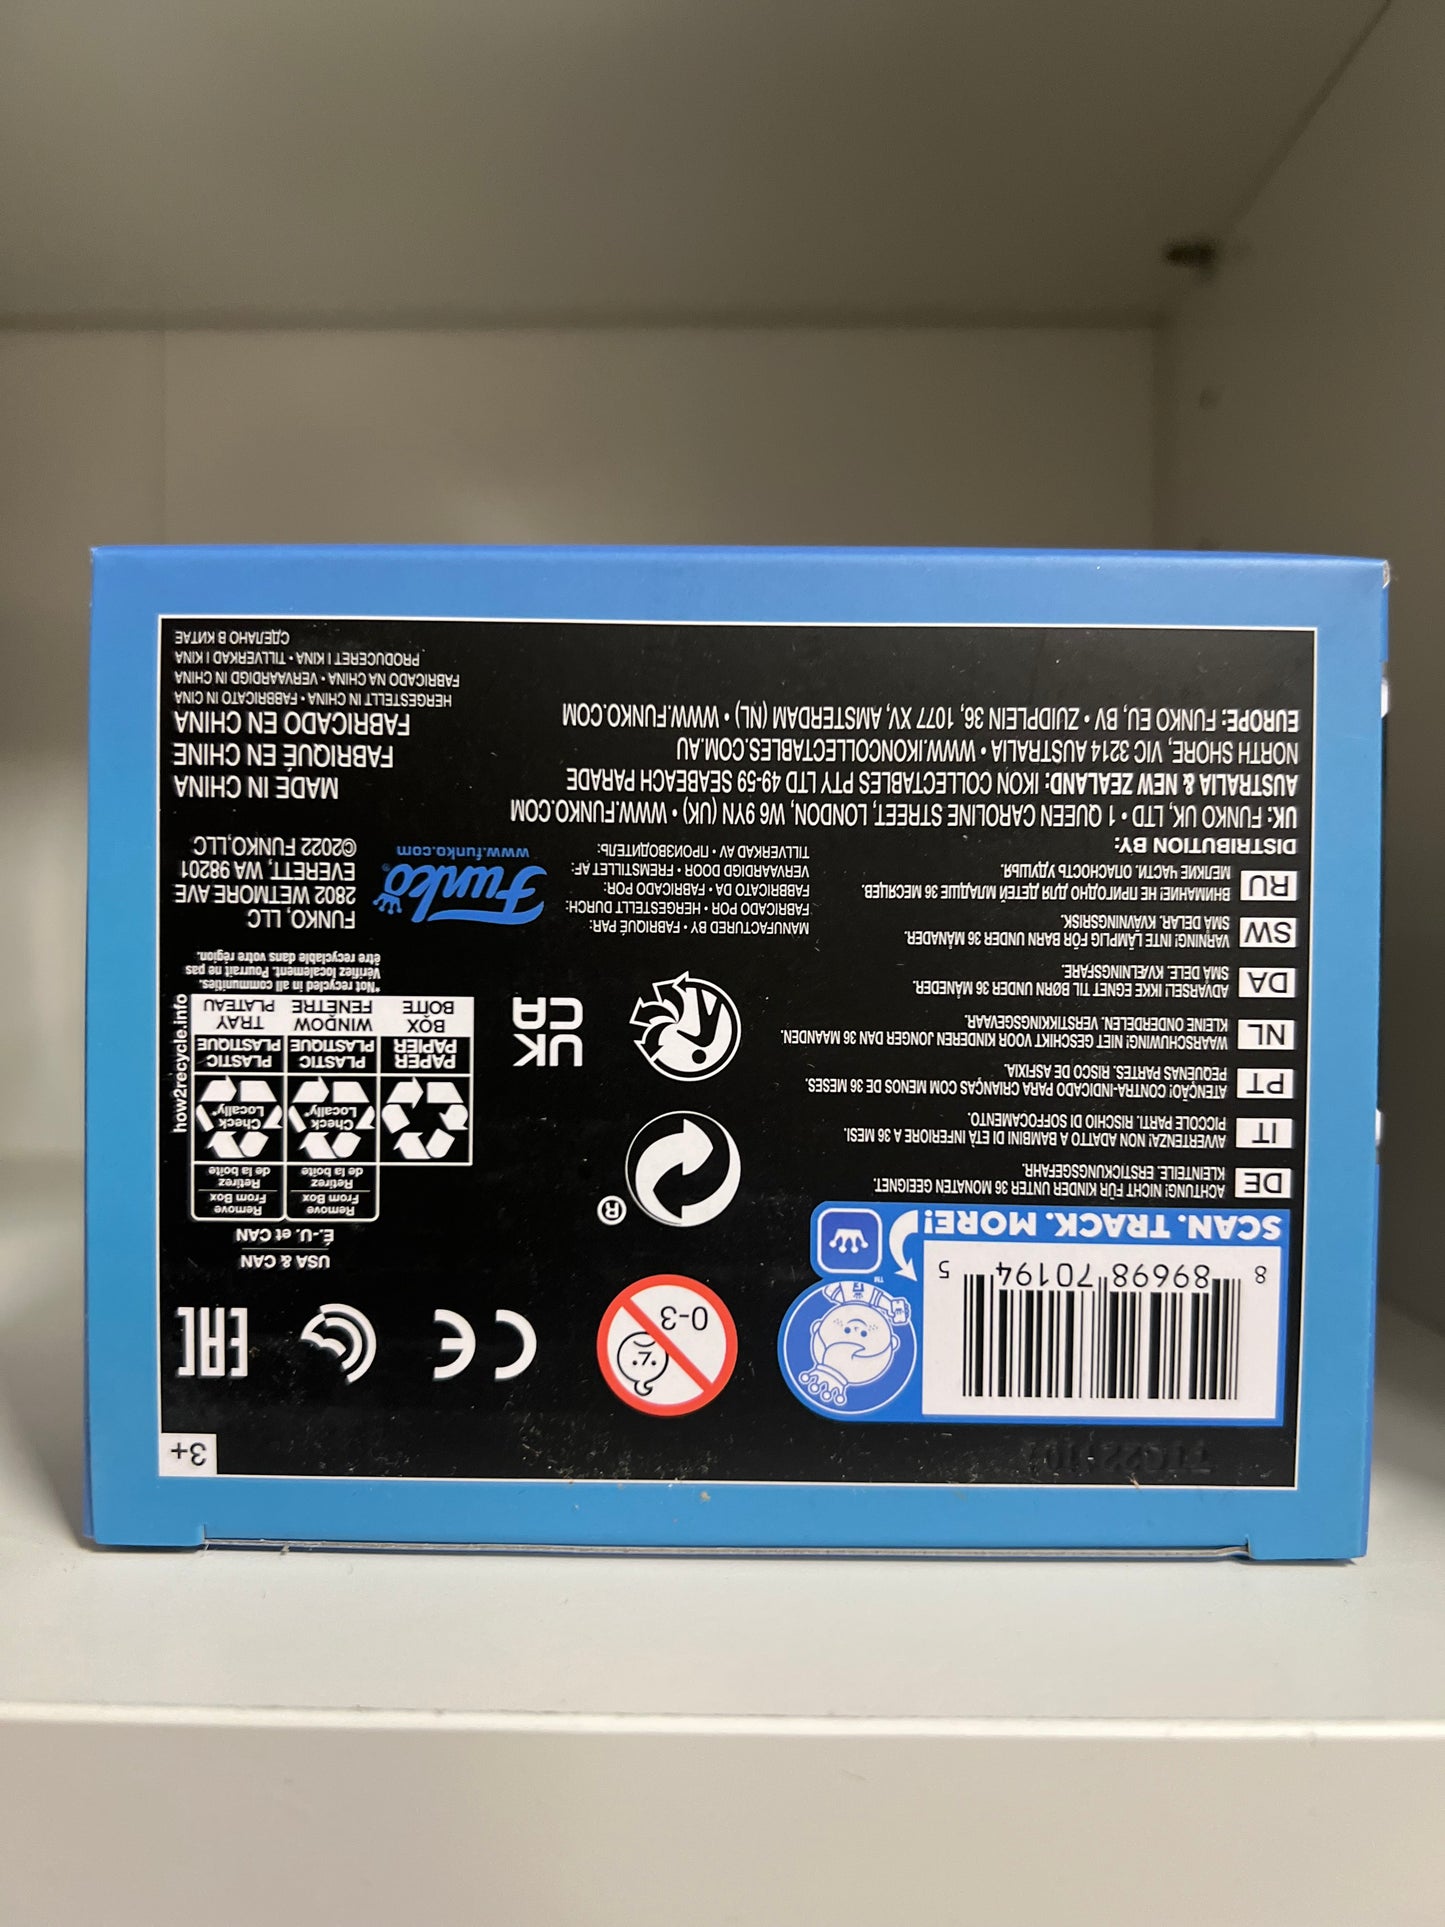 3+
8 89698 70194 5
SCAN. TRACK. MORE!
™
DE
ACHTUNG! NICHT FÜR KINDER UNTER 36 MONATEN GEEIGNET.
KLEINTEILE. ERSTICKUNGSGEFAHR.
IT
AVVERTENZA! NON ADATTO A BAMBINI DI ETÀ INFERIORE A 36 MESI.
PICCOLE PARTI. RISCHIO DI SOFFOCAMENTO.
PT
ATENÇÃO! CONTRA-INDICADO PARA CRIANÇAS COM MENOS DE 36 MESES.
PEQUENAS PARTES. RISCO DE ASFIXIA.
NL
WAARSCHUWING! NIET GESCHIKT VOOR KINDEREN JONGER DAN 36 MAANDEN.
KLEINE ONDERDELEN. VERSTIKKINGSGEVAAR.
DA
ADVARSEL! IKKE EGNET TIL BØRN UNDER 36 MÅNEDER.
SMA DELE. KVÆLNINGSFARE.
SW
VARNING! INTE LÄMPLIG FÖR BARN UNDER 36 MÅNADER.
SMÅ DELAR. KVÄVNINGSRISK.
RU
ВНИМАНИЕ! НЕ ПРИГОДНО ДЛЯ ДЕТЕЙ МЛАДШЕ 36 МЕСЯЦЕВ.
МЕЛКИЕ ЧАСТИ. ОПАСНОСТЬ УДУШЬЯ.
0-3
CE
EAC
®
UK
CA
USA & CAN
É.-U. et CAN
Remove
From Box
Retirez
de la boîte
Remove
From Box
Retirez
de la boîte
Check
Locally*
Check
Locally*
PAPER
PAPIER
PLASTIC
PLASTIQUE
PLASTIC
PLASTIQUE
BOX
BOÎTE
WINDOW
FENÊTRE
TRAY
PLATEAU
how2recycle.info
*Not recycled in all communities.
Vérifiez localement. Pourrait ne pas
être recyclable dans votre région.
MANUFACTURED BY • FABRIQUÉ PAR:
FABRICADO POR • HERGESTELLT DURCH:
FABBRICATO DA • FABRICADO POR:
VERVAARDIGD DOOR • FREMSTILLET AF:
TILLVERKAD AV • ПРОИЗВОДИТЕЛЬ:
Funko®
www.funko.com
FUNKO, LLC
2802 WETMORE AVE
EVERETT, WA 98201
©2022 FUNKO,LLC
DISTRIBUTION BY:
UK: FUNKO UK, LTD • 1 QUEEN CAROLINE STREET, LONDON, W6 9YN (UK) • WWW.FUNKO.COM
AUSTRALIA & NEW ZEALAND: IKON COLLECTABLES PTY LTD 49-59 SEABEACH PARADE
NORTH SHORE, VIC 3214 AUSTRALIA • WWW.IKONCOLLECTABLES.COM.AU
EUROPE: FUNKO EU, BV • ZUIDPLEIN 36, 1077 XV, AMSTERDAM (NL) • WWW.FUNKO.COM
MADE IN CHINA
FABRIQUÉ EN CHINE
FABRICADO EN CHINA
HERGESTELLT IN CHINA • FABBRICATO IN CINA
FABRICADO NA CHINA • VERVAARDIGD IN CHINA
PRODUCERET I KINA • TILLVERKAD I KINA
СДЕЛАНО В КИТАЕ